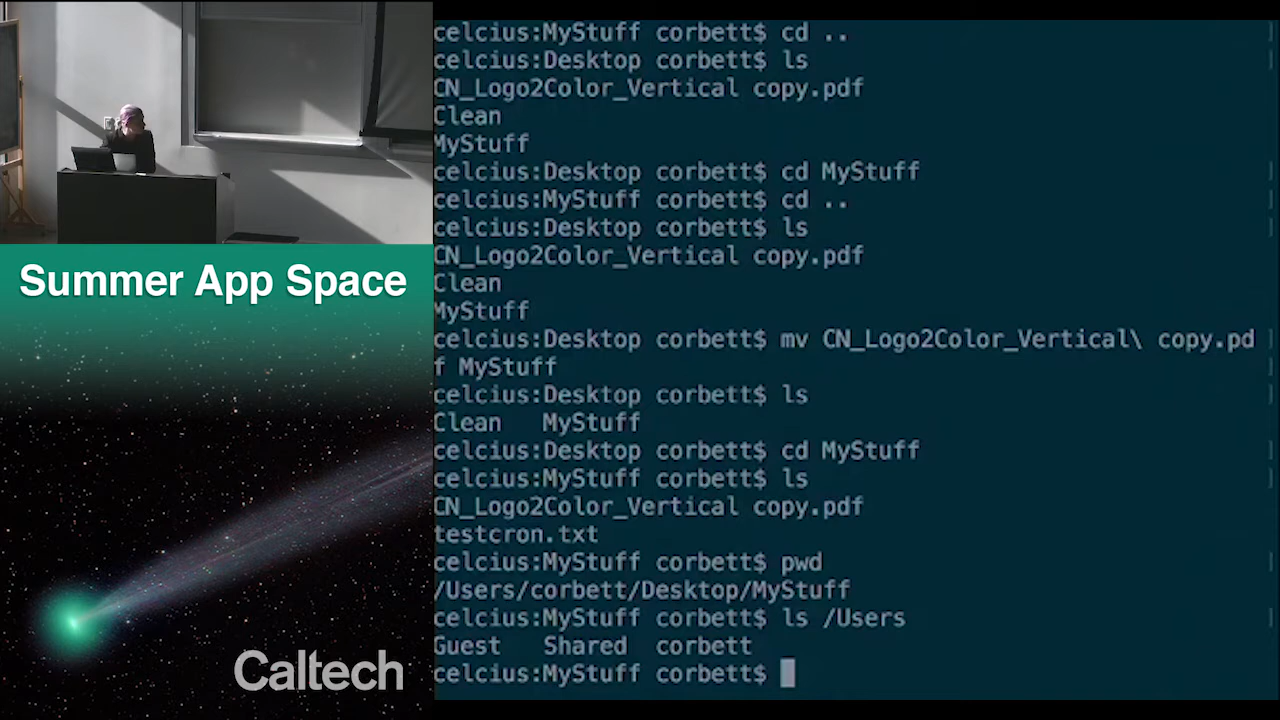 Summer App Space
Caltech
celcius:MyStuff corbett$ cd ..
celcius:Desktop corbett$ ls
CN_Logo2Color_Vertical copy.pdf
Clean
MyStuff
celcius:Desktop corbett$ cd MyStuff
celcius:MyStuff corbett$ cd ..
celcius:Desktop corbett$ ls
CN_Logo2Color_Vertical copy.pdf
Clean
MyStuff
celcius:Desktop corbett$ mv CN_Logo2Color_Vertical\ copy.pd
f MyStuff
celcius:Desktop corbett$ ls
Clean   MyStuff
celcius:Desktop corbett$ cd MyStuff
celcius:MyStuff corbett$ ls
CN_Logo2Color_Vertical copy.pdf
testcron.txt
celcius:MyStuff corbett$ pwd
/Users/corbett/Desktop/MyStuff
celcius:MyStuff corbett$ ls /Users
Guest   Shared  corbett
celcius:MyStuff corbett$